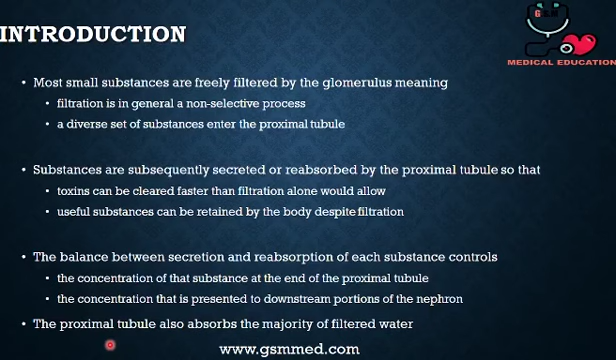 INTRODUCTION
GSM
MEDICAL EDUCATION
Most small substances are freely filtered by the glomerulus meaning
filtration is in general a non-selective process
a diverse set of substances enter the proximal tubule
Substances are subsequently secreted or reabsorbed by the proximal tubule so that
toxins can be cleared faster than filtration alone would allow
useful substances can be retained by the body despite filtration
The balance between secretion and reabsorption of each substance controls
the concentration of that substance at the end of the proximal tubule
the concentration that is presented to downstream portions of the nephron
The proximal tubule also absorbs the majority of filtered water
www.gsmmed.com